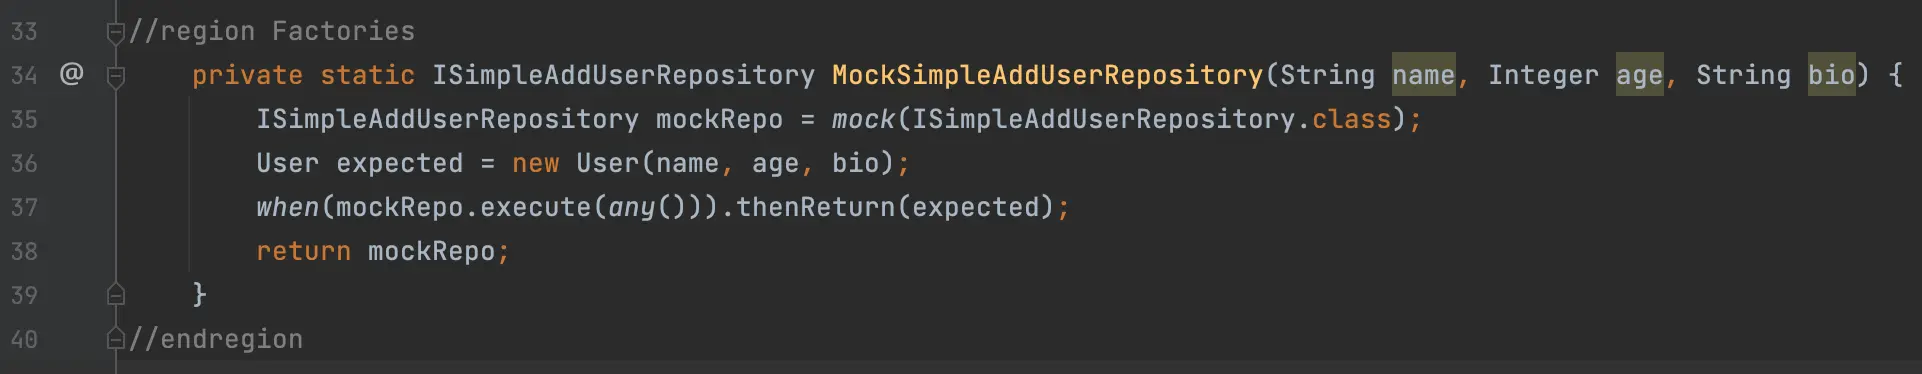 33 //region Factories
34 @ private static ISimpleAddUserRepository MockSimpleAddUserRepository(String name, Integer age, String bio) {
35 ISimpleAddUserRepository mockRepo = mock(ISimpleAddUserRepository.class);
36 User expected = new User(name, age, bio);
37 when(mockRepo.execute(any())).thenReturn(expected);
38 return mockRepo;
39 }
40 //endregion